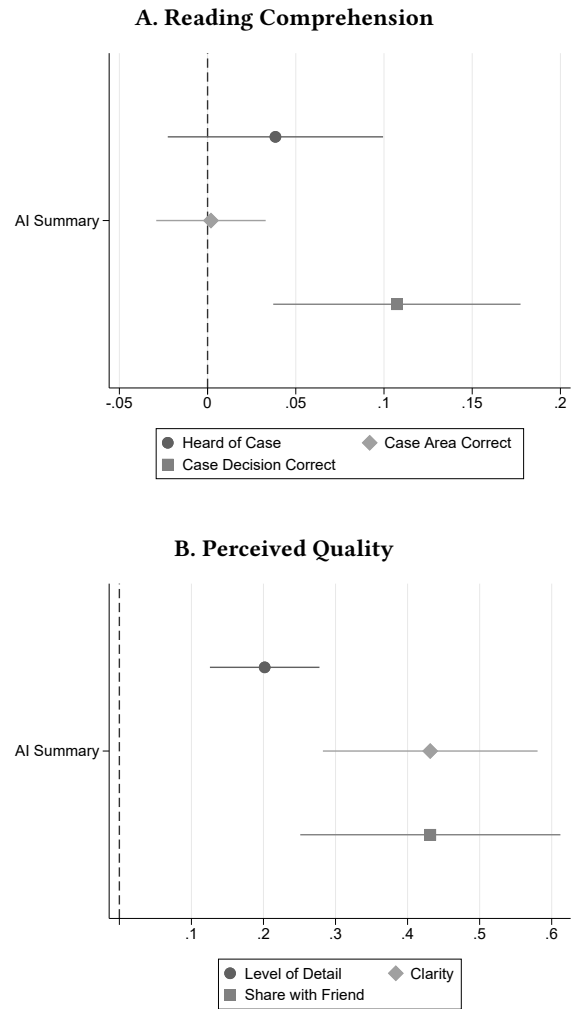 A. Reading Comprehension
AI Summary
-.05 0 .05 .1 .15 .2
Heard of Case Case Area Correct
Case Decision Correct
B. Perceived Quality
AI Summary
.1 .2 .3 .4 .5 .6
Level of Detail Clarity
Share with Friend